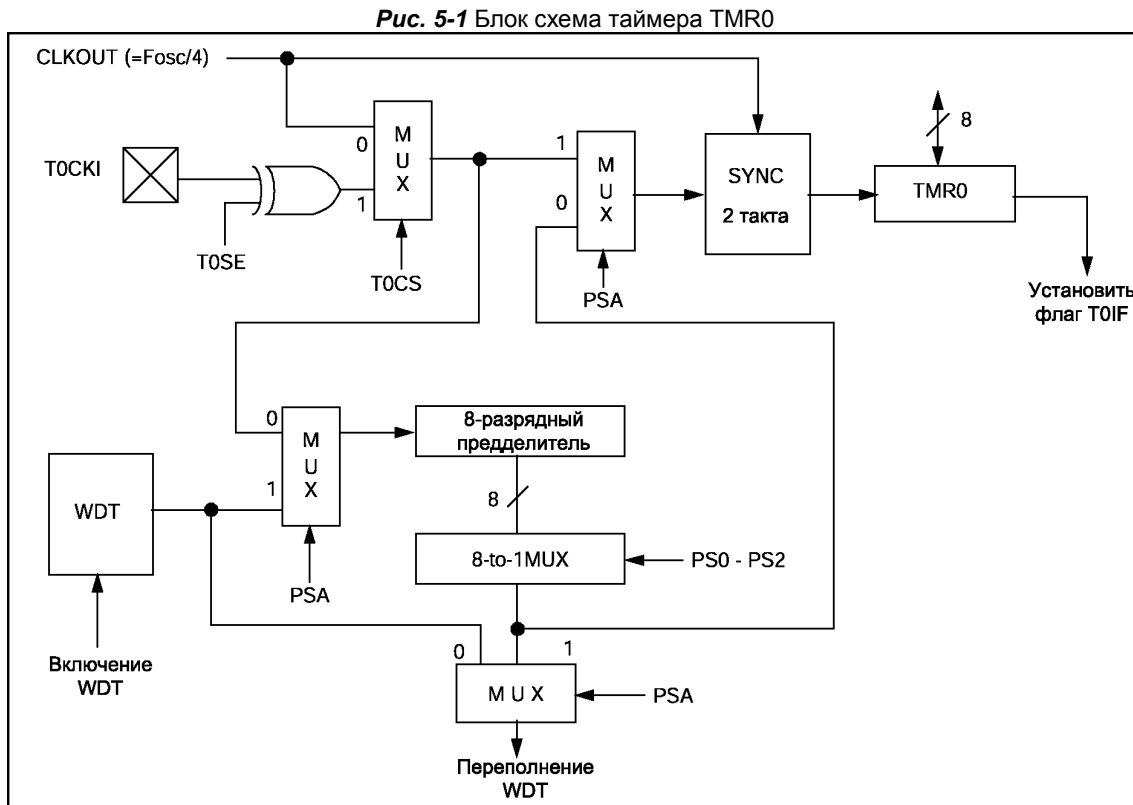 Рис. 5-1 Блок схема таймера TMR0
CLKOUT (=Fosc/4)
T0CKI
T0SE
0
1
M
U
X
T0CS
1
0
M
U
X
PSA
SYNC
2 такта
8
TMR0
Установить
флаг T0IF
0
1
M
U
X
PSA
WDT
Включение
WDT
8-разрядный
предделитель
8
8-to-1MUX
PS0 - PS2
0
1
M U X
PSA
Переполнение
WDT